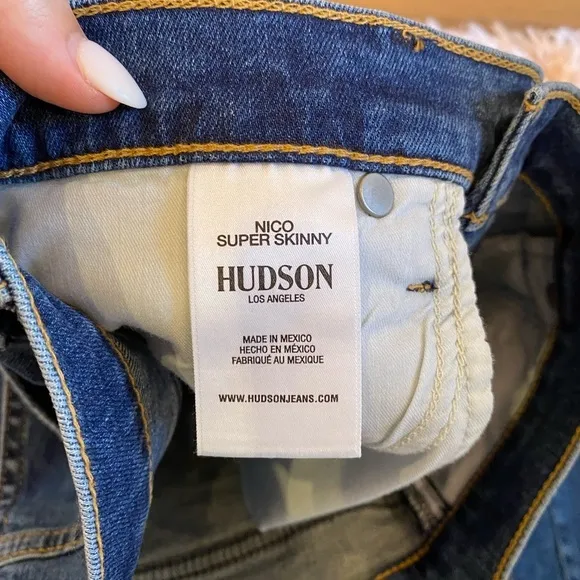 NICO
SUPER SKINNY
HUDSON
LOS ANGELES
MADE IN MEXICO
HECHO EN MÉXICO
FABRIQUÉ AU MEXIQUE
WWW.HUDSONJEANS.COM